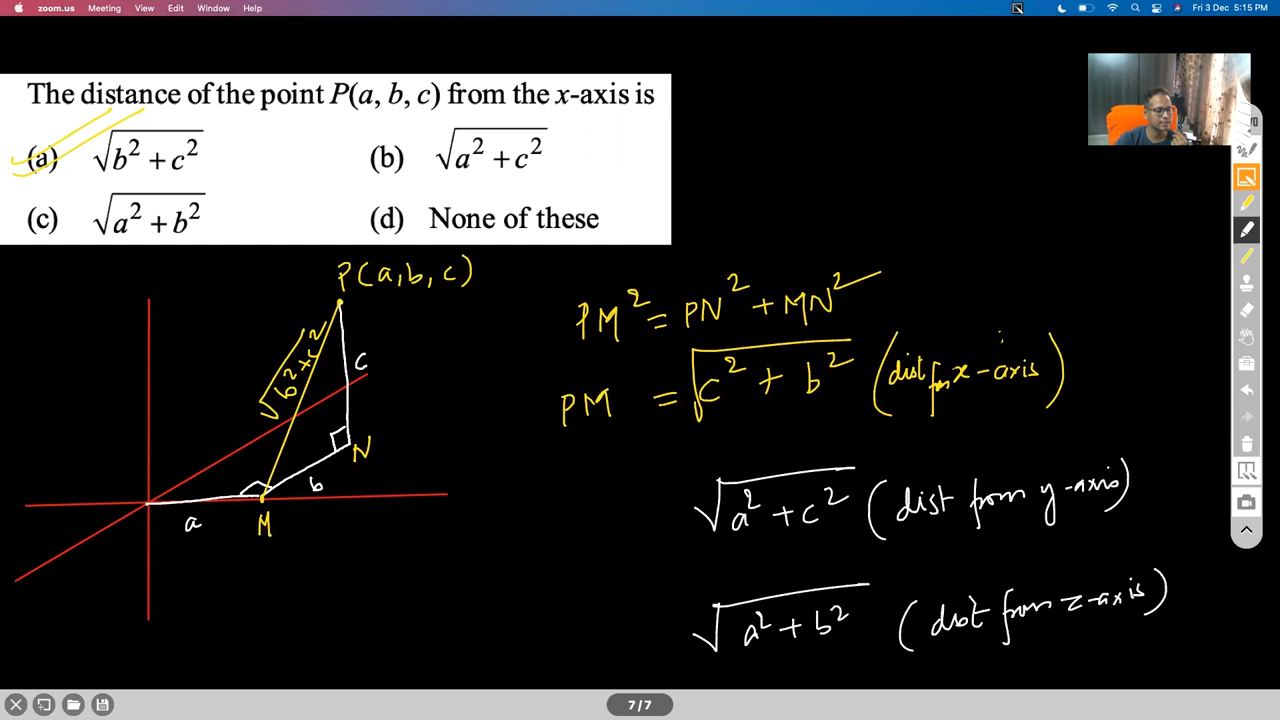 zoom.us Meeting View Edit Window Help Fri 3 Dec 5:15 PM
The distance of the point P(a, b, c) from the x-axis is
(a) √(b² + c²) (b) √(a² + c²)
(c) √(a² + b²) (d) None of these
P(a,b,c)
√(b² + c²)
c
N
b
a
M
PM² = PN² + MN²
PM = √(c² + b²) (dist from x-axis)
√(a² + c²) (dist from y-axis)
√(a² + b²) (dist from z-axis)
7/7